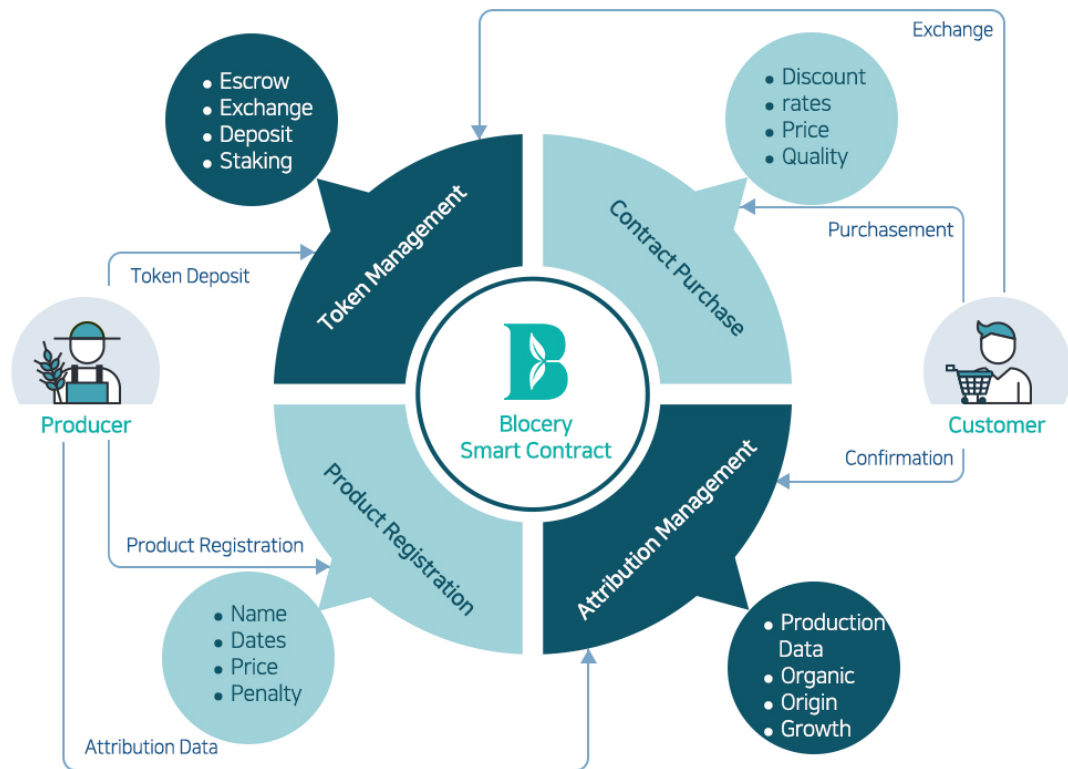 Exchange
• Escrow
• Exchange
• Deposit
• Staking
• Discount
• rates
• Price
• Quality
Token Management
Contract Purchase
Purchasement
Token Deposit
B
Blocery
Smart Contract
Producer
Customer
Confirmation
Product Registration
Attribution Management
Product Registration
• Name
• Dates
• Price
• Penalty
• Production
Data
• Organic
• Origin
• Growth
Attribution Data